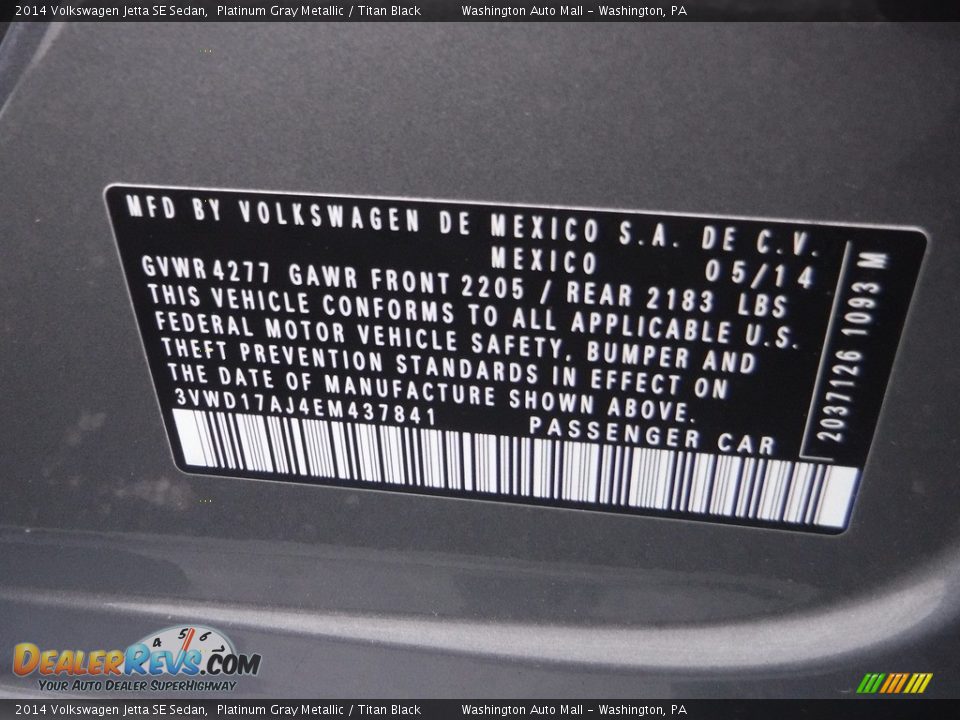 2014 Volkswagen Jetta SE Sedan,  Platinum Gray Metallic / Titan Black        Washington Auto Mall - Washington, PA
MFD BY VOLKSWAGEN DE MEXICO S.A. DE C.V.
MEXICO 05/14
GVWR 4277 GAWR FRONT 2205 / REAR 2183 LBS
THIS VEHICLE CONFORMS TO ALL APPLICABLE U.S.
FEDERAL MOTOR VEHICLE SAFETY, BUMPER AND
THEFT PREVENTION STANDARDS IN EFFECT ON
THE DATE OF MANUFACTURE SHOWN ABOVE.
3VWD17AJ4EM437841 PASSENGER CAR
2037126 1093 M
4 5 6
DEALERREVS.COM
YOUR AUTO DEALER SUPERHIGHWAY
2014 Volkswagen Jetta SE Sedan,  Platinum Gray Metallic / Titan Black        Washington Auto Mall - Washington, PA